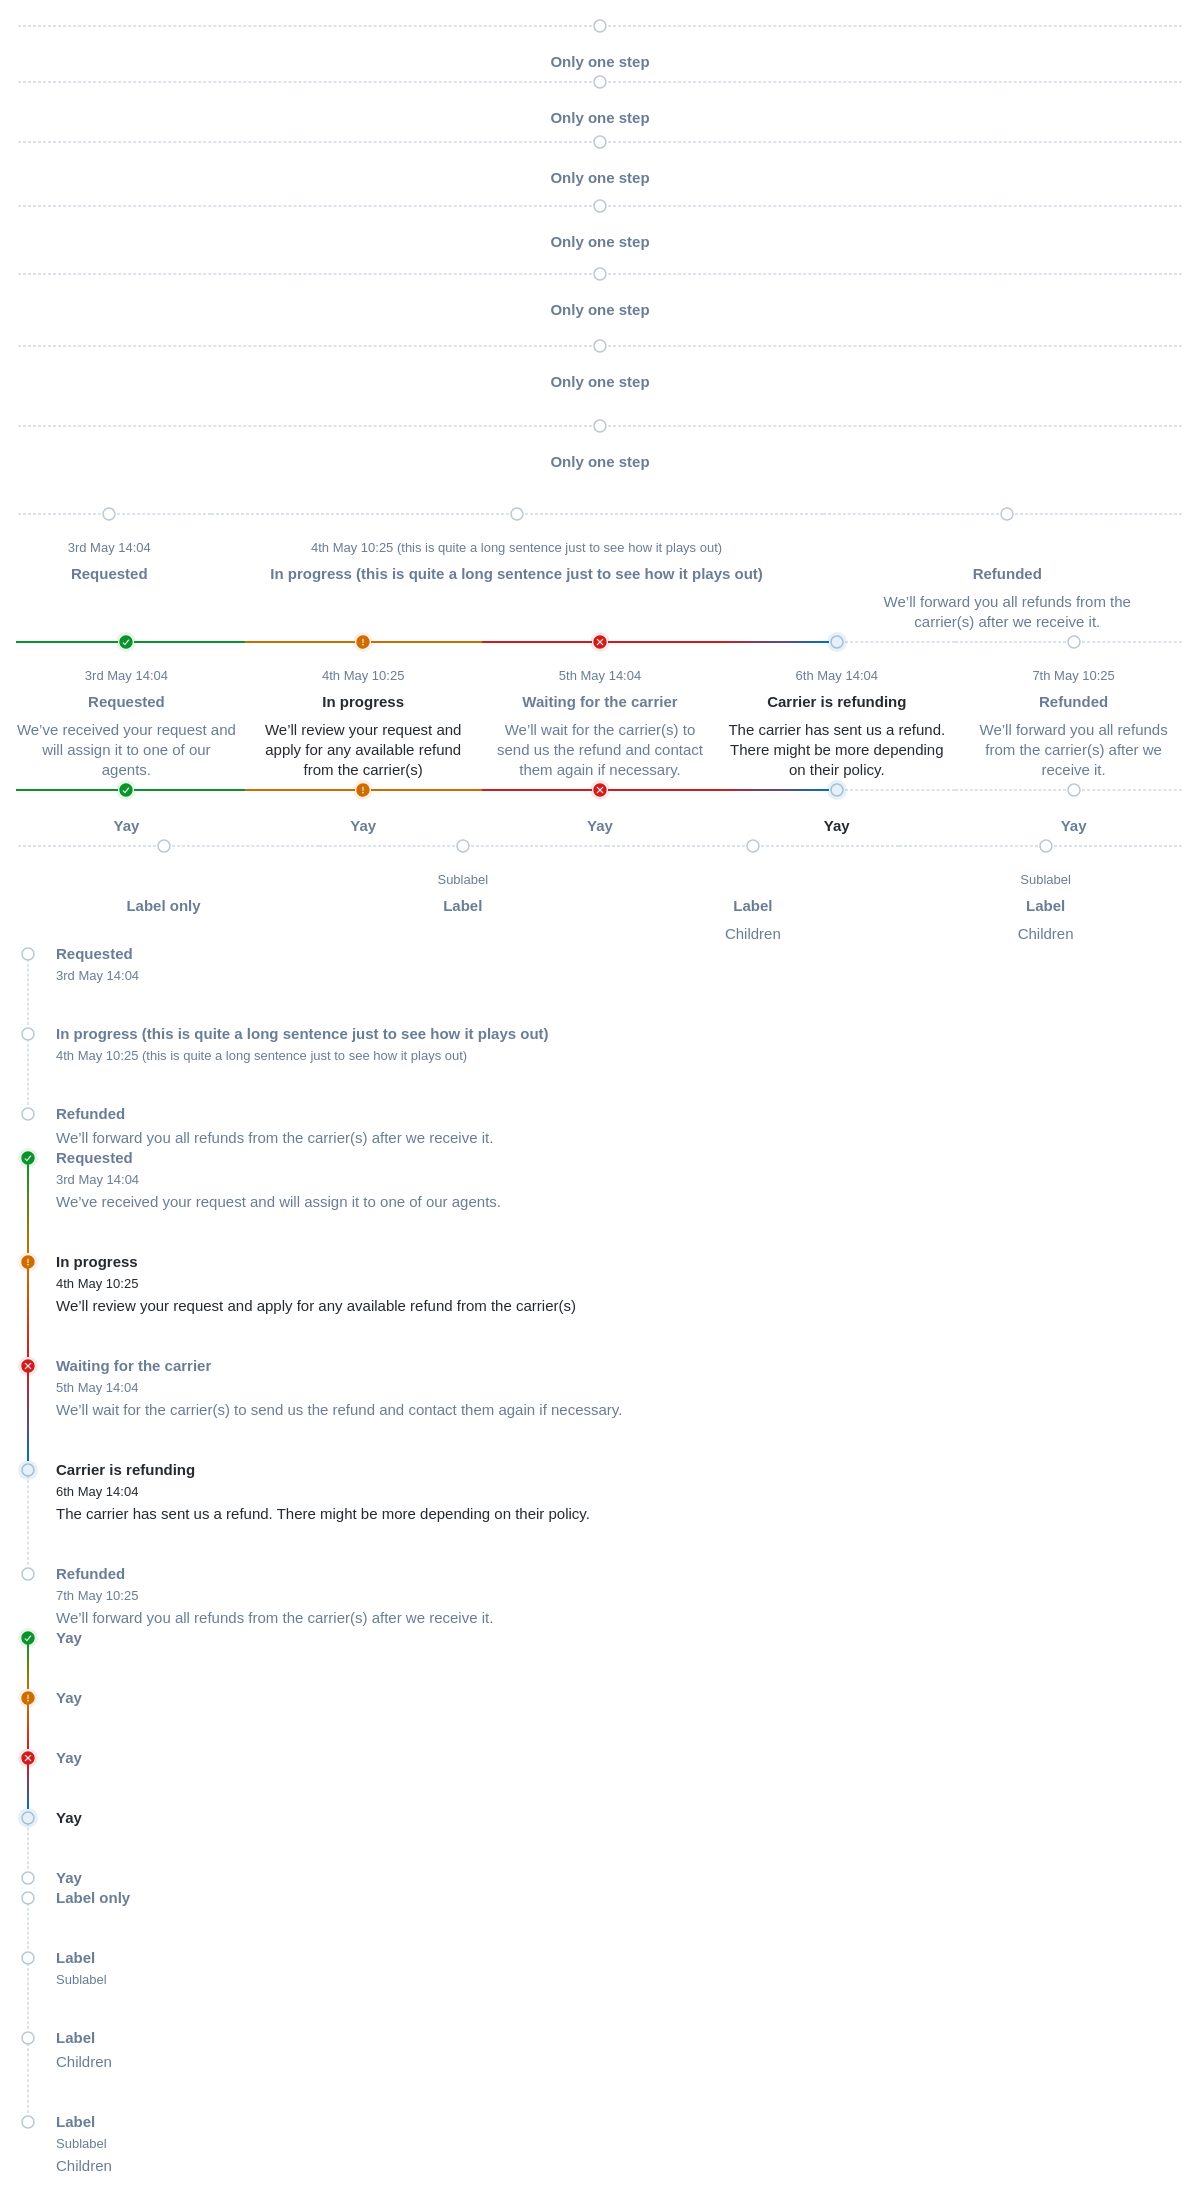 Only one step
Only one step
Only one step
Only one step
Only one step
Only one step
Only one step
3rd May 14:04
4th May 10:25 (this is quite a long sentence just to see how it plays out)
Requested
In progress (this is quite a long sentence just to see how it plays out)
Refunded
We’ll forward you all refunds from the
carrier(s) after we receive it.
3rd May 14:04
4th May 10:25
5th May 14:04
6th May 14:04
7th May 10:25
Requested
In progress
Waiting for the carrier
Carrier is refunding
Refunded
We’ve received your request and
will assign it to one of our
agents.
We’ll review your request and
apply for any available refund
from the carrier(s)
We’ll wait for the carrier(s) to
send us the refund and contact
them again if necessary.
The carrier has sent us a refund.
There might be more depending
on their policy.
We’ll forward you all refunds
from the carrier(s) after we
receive it.
Yay
Yay
Yay
Yay
Yay
Sublabel
Sublabel
Label only
Label
Label
Label
Children
Children
Requested
3rd May 14:04
In progress (this is quite a long sentence just to see how it plays out)
4th May 10:25 (this is quite a long sentence just to see how it plays out)
Refunded
We’ll forward you all refunds from the carrier(s) after we receive it.
Requested
3rd May 14:04
We’ve received your request and will assign it to one of our agents.
In progress
4th May 10:25
We’ll review your request and apply for any available refund from the carrier(s)
Waiting for the carrier
5th May 14:04
We’ll wait for the carrier(s) to send us the refund and contact them again if necessary.
Carrier is refunding
6th May 14:04
The carrier has sent us a refund. There might be more depending on their policy.
Refunded
7th May 10:25
We’ll forward you all refunds from the carrier(s) after we receive it.
Yay
Yay
Yay
Yay
Yay
Label only
Label
Sublabel
Label
Children
Label
Sublabel
Children